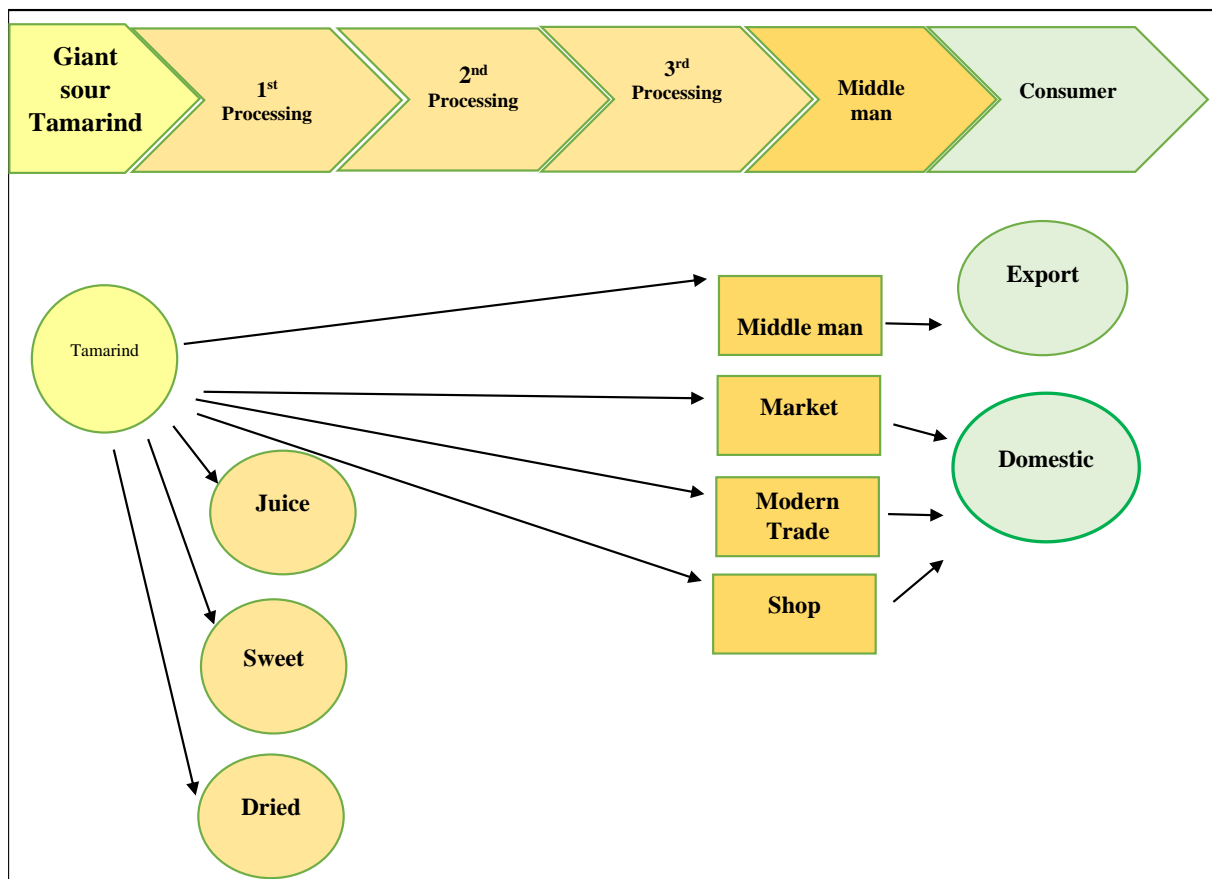 Giant
sour
Tamarind
1st
Processing
2nd
Processing
3rd
Processing
Middle
man
Consumer
Tamarind
Juice
Sweet
Dried
Middle man
Market
Modern
Trade
Shop
Export
Domestic